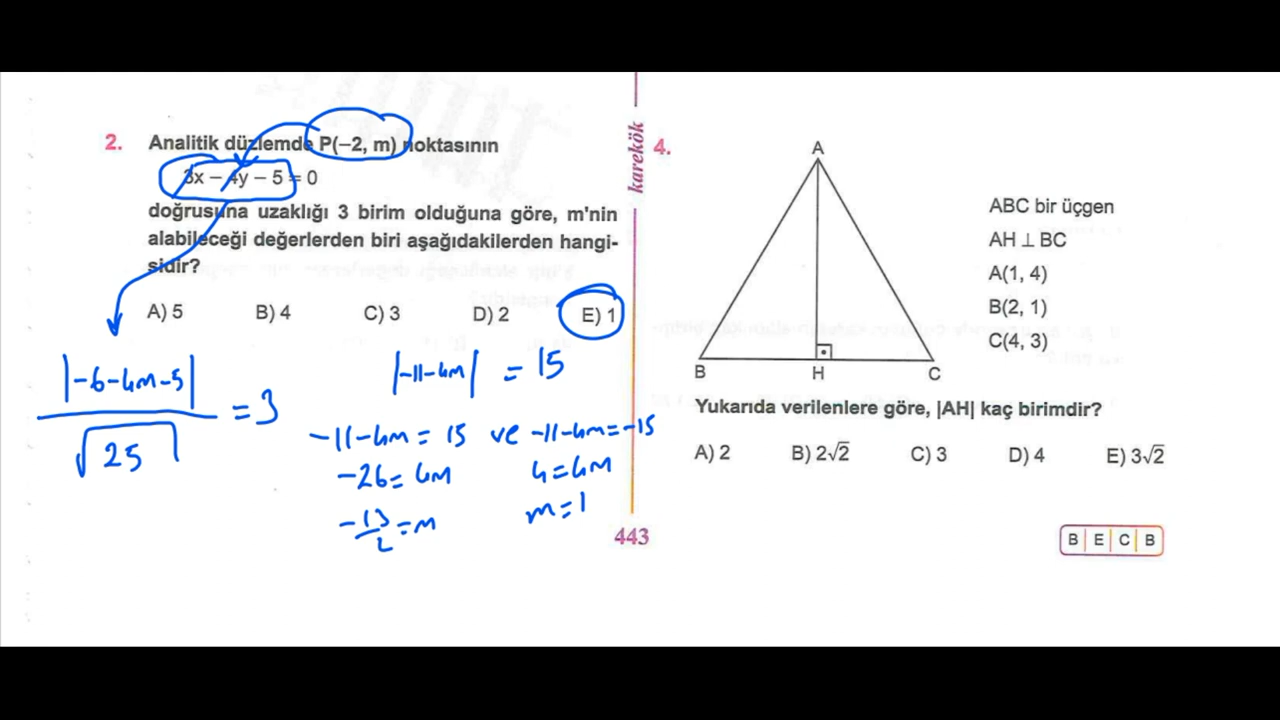 2. Analitik düzlemde P(−2, m) noktasının
3x − 4y − 5 = 0
doğrusuna uzaklığı 3 birim olduğuna göre, m'nin
alabileceği değerlerden biri aşağıdakilerden hangi-
sidir?
A) 5 B) 4 C) 3 D) 2 E) 1
|-6-4m-5| / √25 = 3
|-11-4m| = 15
-11-4m = 15 ve -11-4m=-15
-26=4m 4=4m
-13/2=m m=1
karekök
443
4.
A
B H C
ABC bir üçgen
AH ⊥ BC
A(1, 4)
B(2, 1)
C(4, 3)
Yukarıda verilenlere göre, |AH| kaç birimdir?
A) 2 B) 2√2 C) 3 D) 4 E) 3√2
B E C B